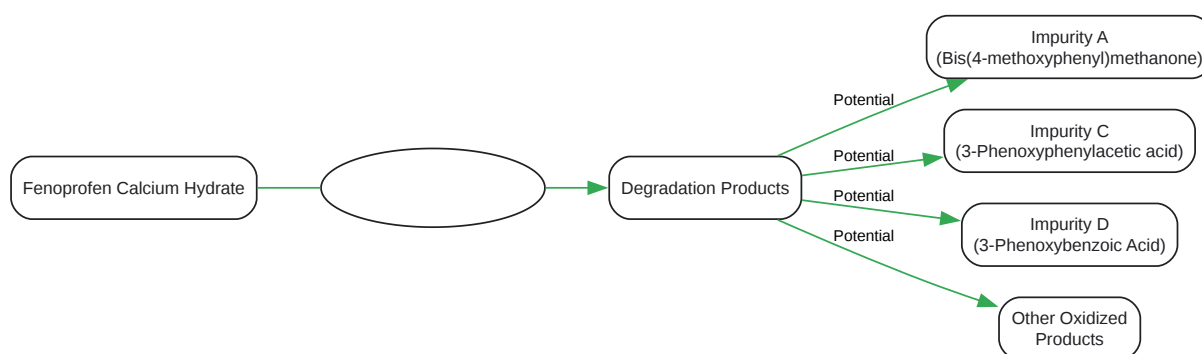 Impurity A
(Bis(4-methoxyphenyl)methanone)
Potential
Impurity C
(3-Phenoxyphenylacetic acid)
Potential
Fenoprofen Calcium Hydrate
Degradation Products
Potential
Impurity D
(3-Phenoxybenzoic Acid)
Potential
Other Oxidized
Products